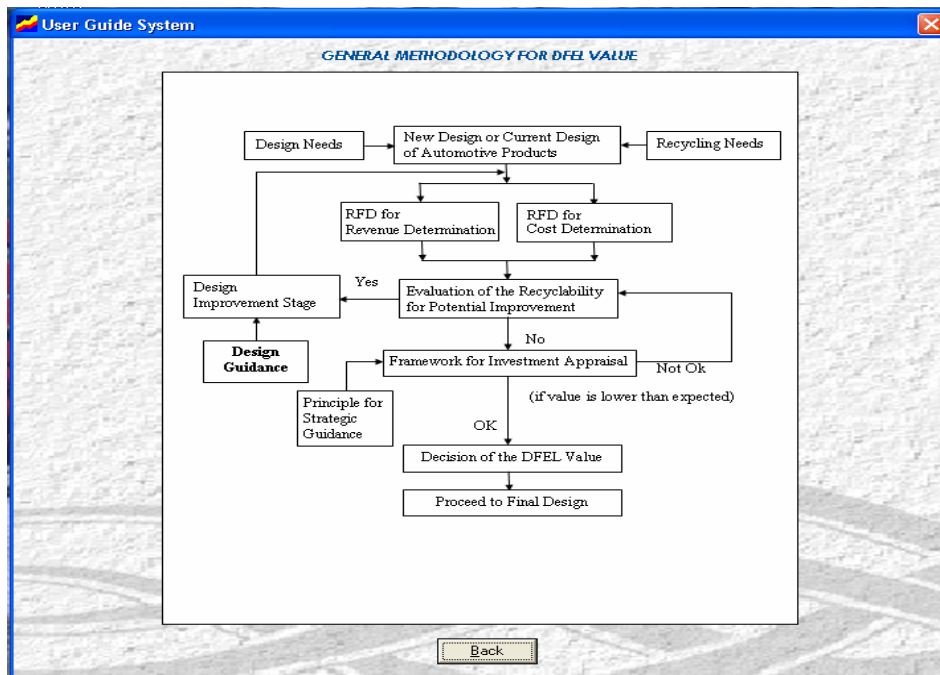 User Guide System
GENERAL METHODOLOGY FOR DFEL VALUE
Design Needs
New Design or Current Design
of Automotive Products
Recycling Needs
RFD for
Revenue Determination
RFD for
Cost Determination
Design
Improvement Stage
Yes
Evaluation of the Recyclability
for Potential Improvement
No
Design
Guidance
Framework for Investment Appraisal
Not Ok
(if value is lower than expected)
Principle for
Strategic
Guidance
OK
Decision of the DFEL Value
Proceed to Final Design
Back